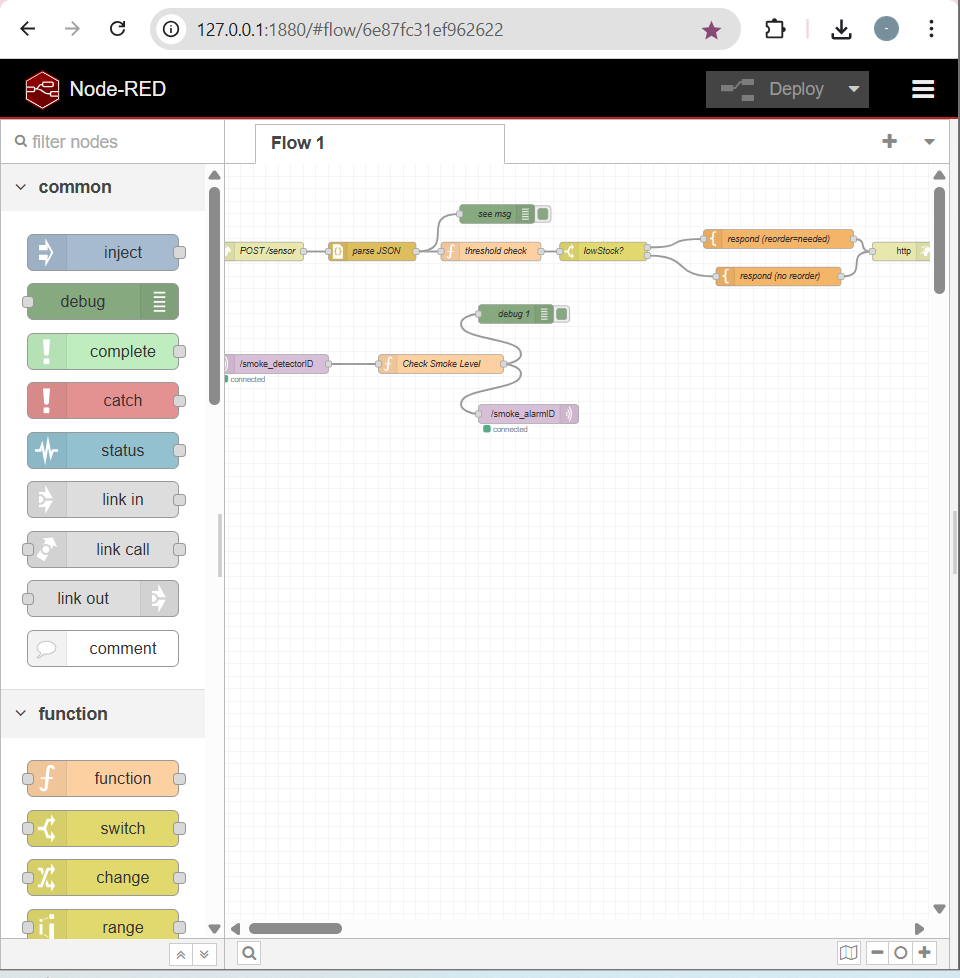 127.0.0.1:1880/#flow/6e87fc31ef962622
-
Node-RED
Deploy
filter nodes
Flow 1
common
inject
debug
complete
catch
status
link in
link call
link out
comment
function
function
switch
change
range
see msg
POST /sensor
parse JSON
threshold check
lowStock?
respond (reorder=needed)
respond (no reorder)
http
debug 1
/smoke_detectorID
connected
Check Smoke Level
/smoke_alarmID
connected